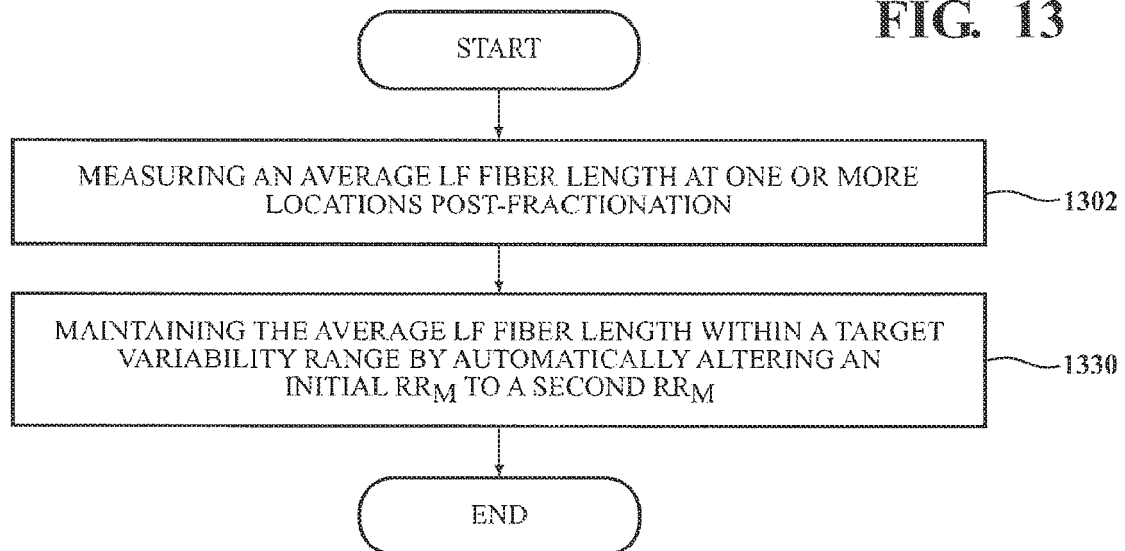 FIG. 13
START
MEASURING AN AVERAGE LF FIBER LENGTH AT ONE OR MORE
LOCATIONS POST-FRACTIONATION
1302
MAINTAINING THE AVERAGE LF FIBER LENGTH WITHIN A TARGET
VARIABILITY RANGE BY AUTOMATICALLY ALTERING AN
INITIAL RRM TO A SECOND RRM
1330
END